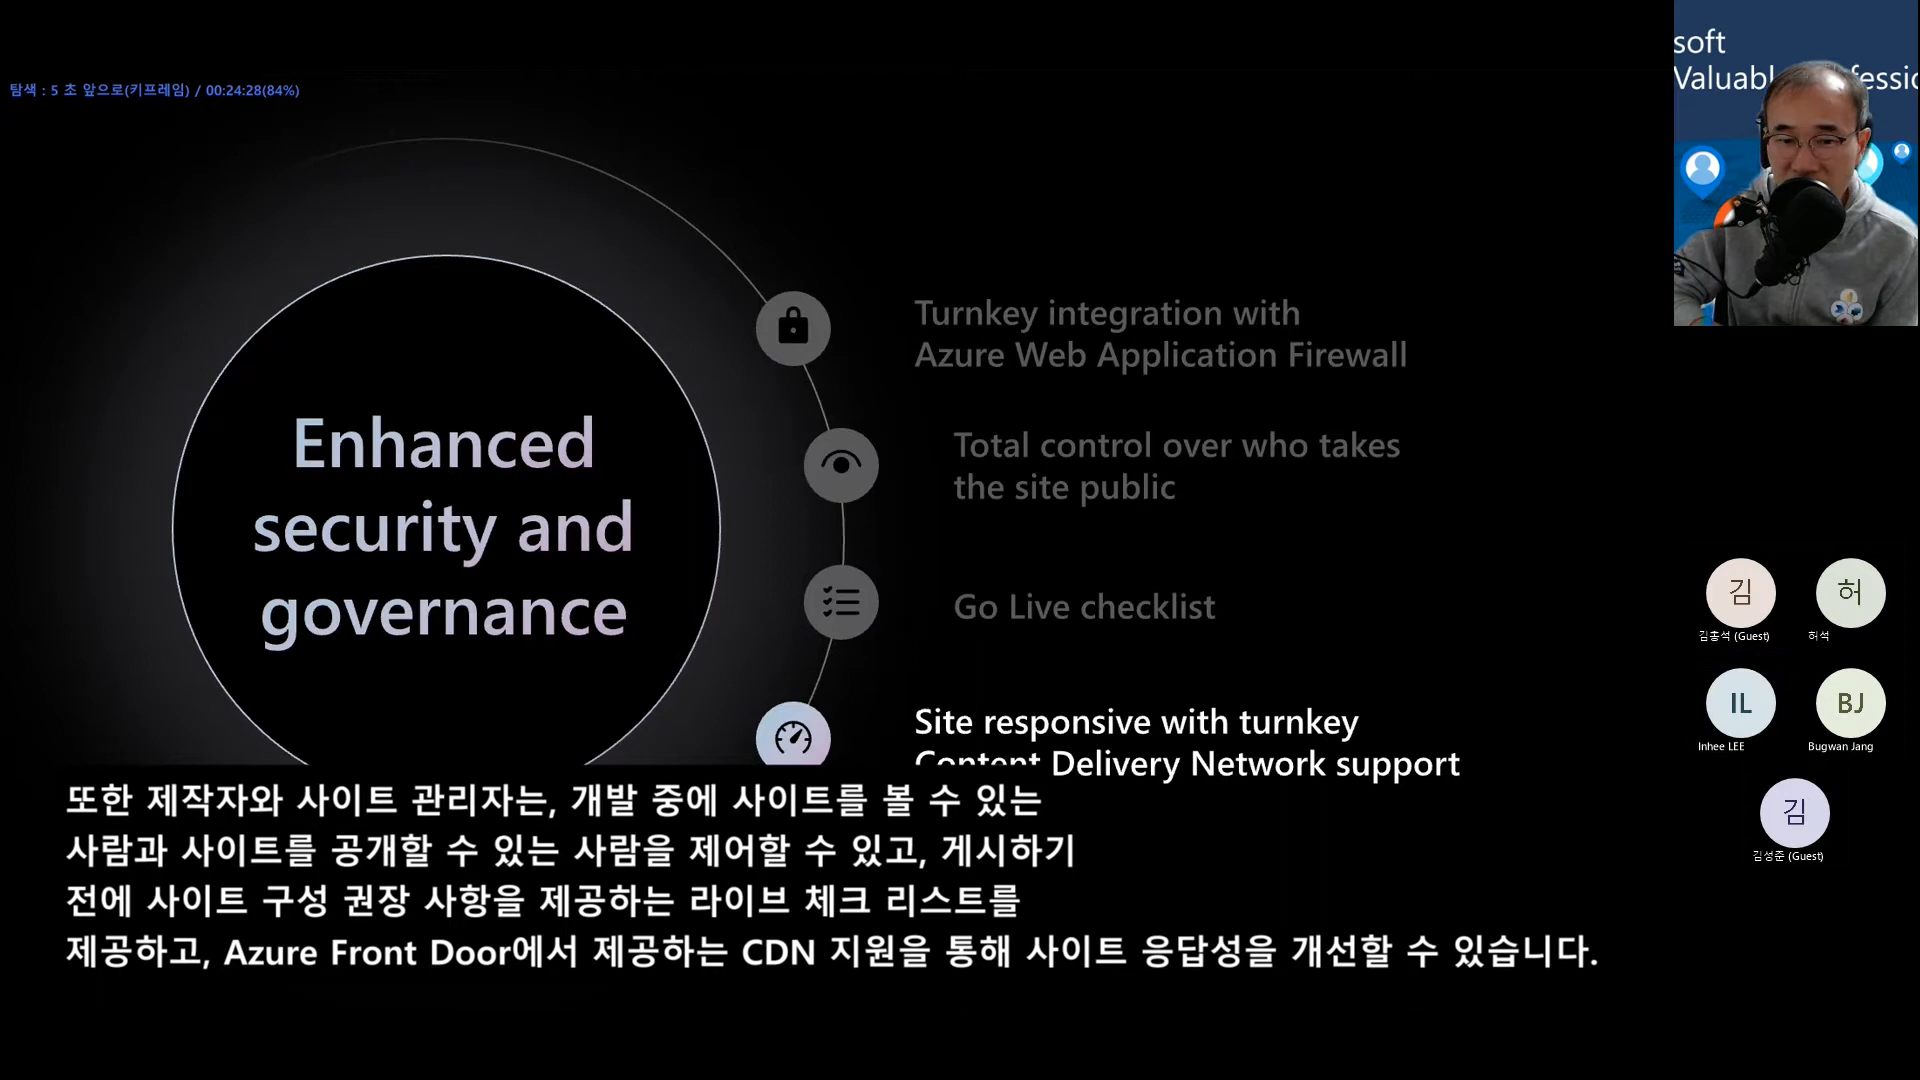 soft
Valuabl
fessio
탐색 : 5 초 앞으로(키프레임) / 00:24:28(84%)
Enhanced
security and
governance
Turnkey integration with
Azure Web Application Firewall
Total control over who takes
the site public
Go Live checklist
Site responsive with turnkey
Content Delivery Network support
또한 제작자와 사이트 관리자는, 개발 중에 사이트를 볼 수 있는
사람과 사이트를 공개할 수 있는 사람을 제어할 수 있고, 게시하기
전에 사이트 구성 권장 사항을 제공하는 라이브 체크 리스트를
제공하고, Azure Front Door에서 제공하는 CDN 지원을 통해 사이트 응답성을 개선할 수 있습니다.
김
허
김홍석 (Guest)
허석
IL
BJ
Inhee LEE
Bugwan Jang
김
김성준 (Guest)